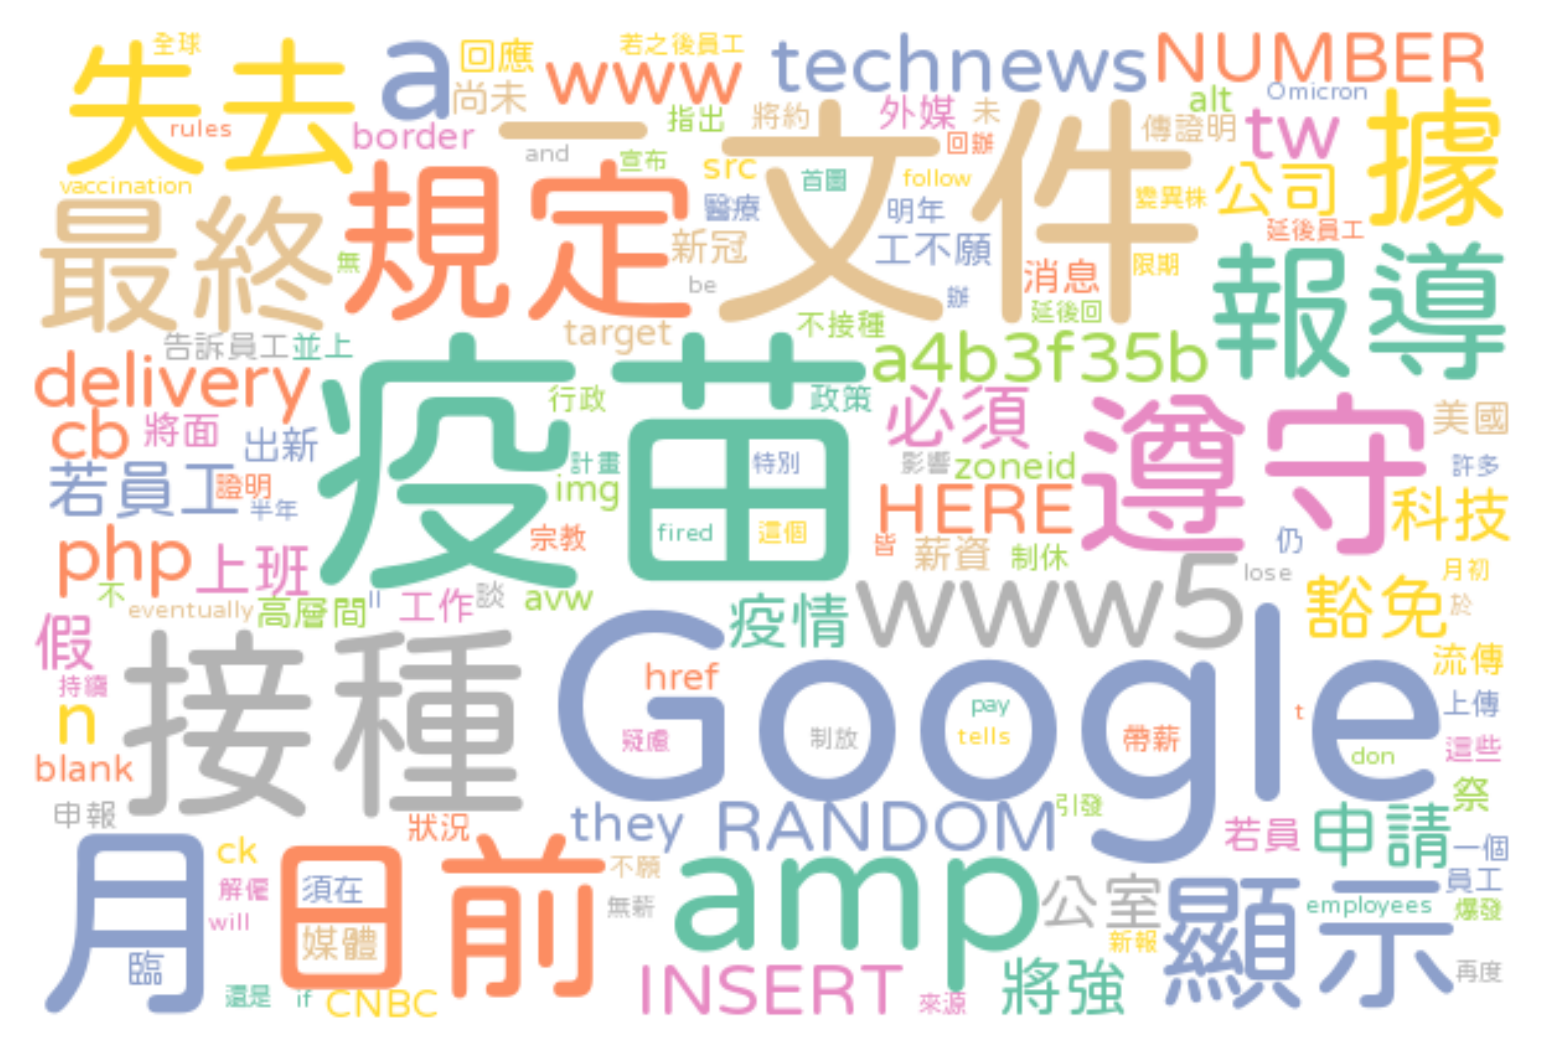 全球
失去
a
回應
若之後員工
www
technews
NUMBER
尚未
Omicron
alt
rules
border
一文件
指出
將約
外媒
未
傳證明
tw
據
and
宣布
src
回辦
vaccination
首圖
follow
變異株
公司
最終
規定
醫療
明年
新冠
工不願
延後員工
無
be
辦
消息
限期
報導
告訴員工
並上
target
不接種
延後回
delivery
疫苗
a4b3f35b
行政
政策
必須
遵守
美國
cb
將面
出新
計畫
特別
影響
zoneid
許多
若員工
證明
半年
img
HERE
科技
php
上班
宗教
fired
這個
皆
薪資
制休
仍
lose
月初
不
eventually
高層間
ll
工作
談
avw
疫情
www5
豁免
於
假
接種
Google
href
流傳
持續
n
疑慮
制放
pay
tells
帶薪
t
上傳
blank
don
這些
申報
狀況
they
RANDOM
引發
祭
若員
申請
一個
月
ck
日前
不願
amp
公室
顯示
員工
解僱
須在
無薪
employees
爆發
will
媒體
新報
臨
還是
if
CNBC
INSERT
來源
將強
再度